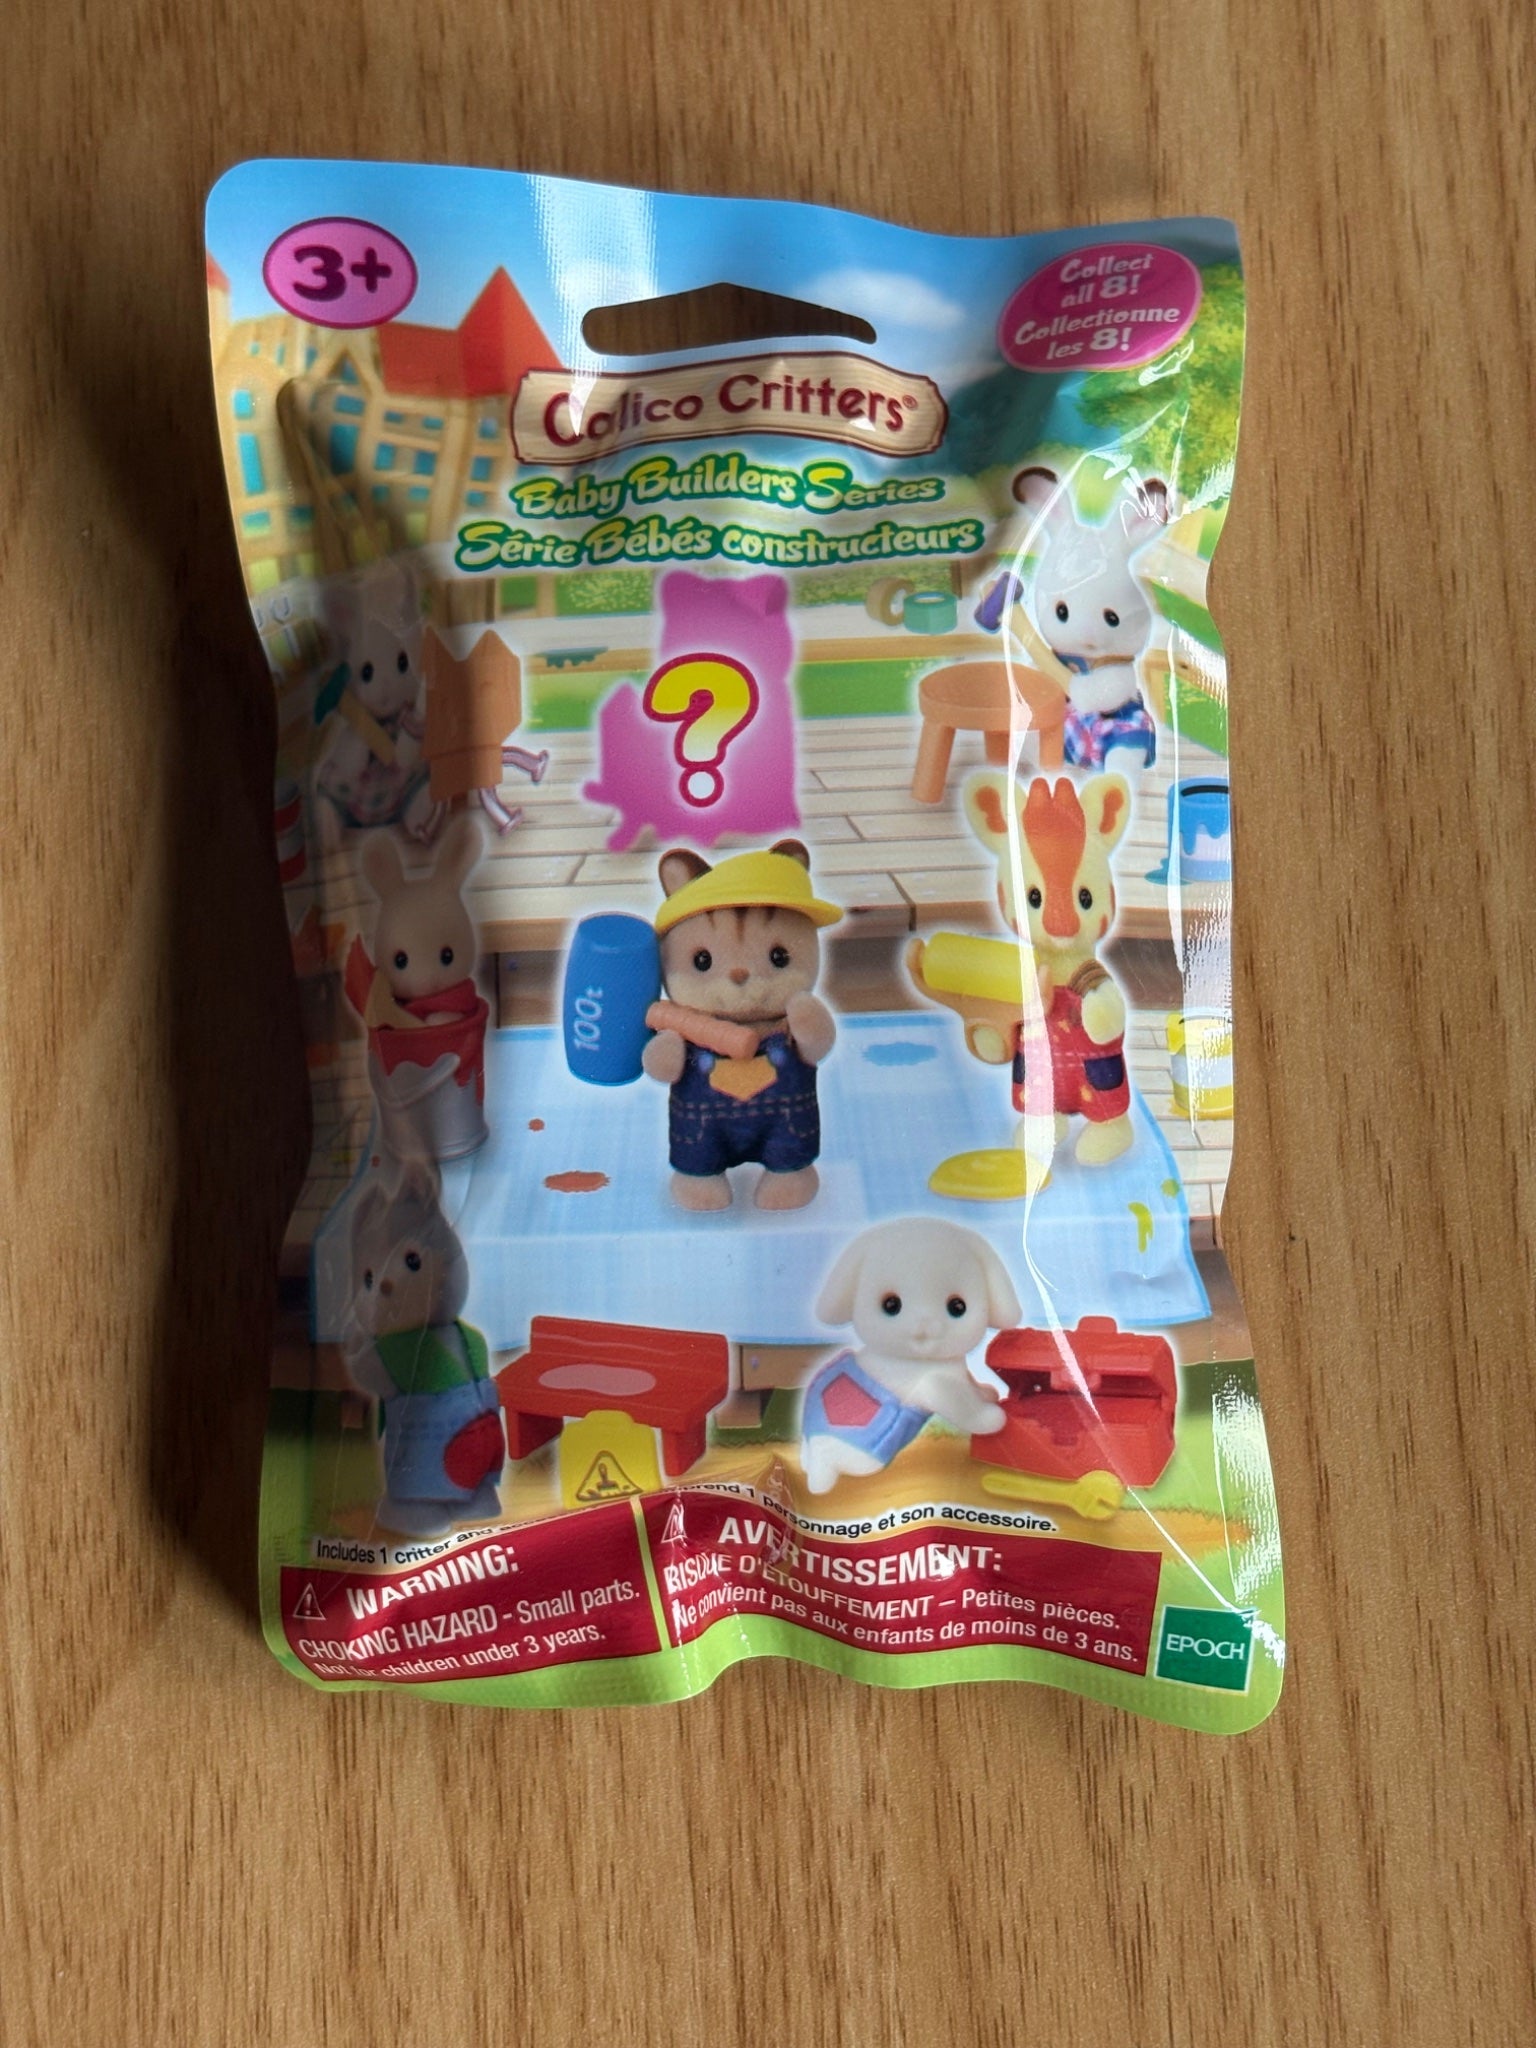 3+
Collect
all 8!
Collectionne
les 8!
Calico Critters®
Baby Builders Series
Série Bébés constructeurs
?
100t
Includes 1 critter and
1 personnage et son accessoire.
WARNING:
CHOKING HAZARD - Small parts.
Not for children under 3 years.
AVERTISSEMENT:
RISQUE D'ÉTOUFFEMENT – Petites pièces.
Ne convient pas aux enfants de moins de 3 ans.
EPOCH